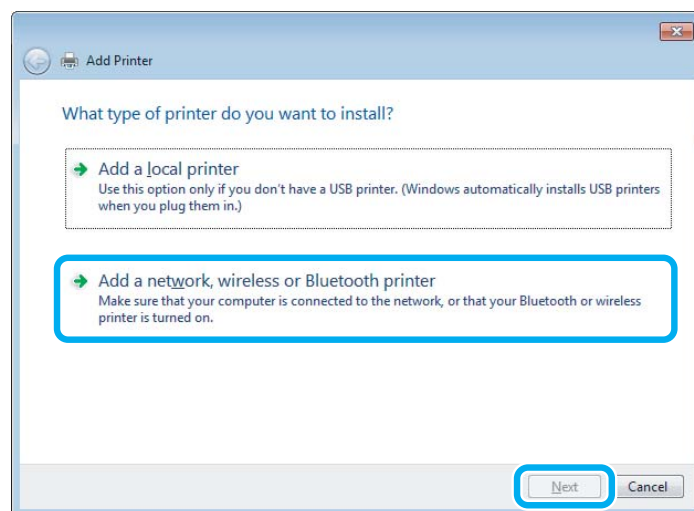 Add Printer
What type of printer do you want to install?
Add a local printer
Use this option only if you don't have a USB printer. (Windows automatically installs USB printers
when you plug them in.)
Add a network, wireless or Bluetooth printer
Make sure that your computer is connected to the network, or that your Bluetooth or wireless
printer is turned on.
Next
Cancel